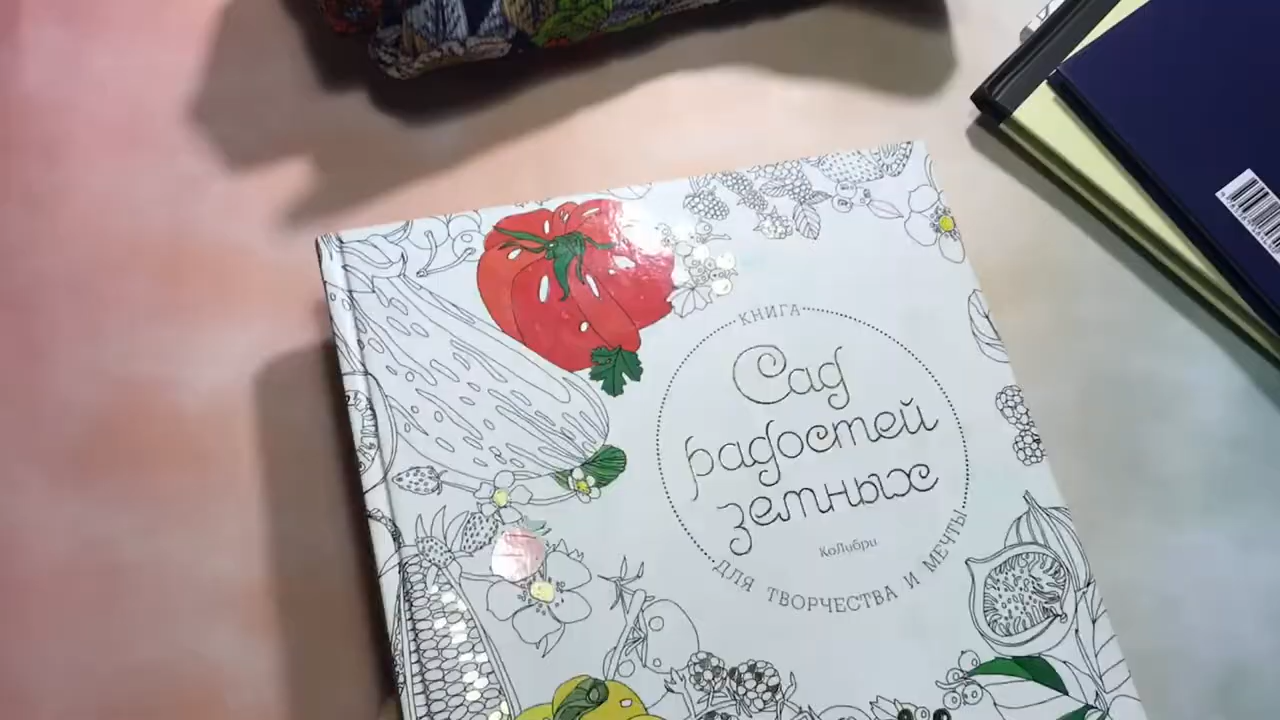 КНИГА
Сад
радостей
земных
КоЛибри
ДЛЯ ТВОРЧЕСТВА И МЕЧТЫ